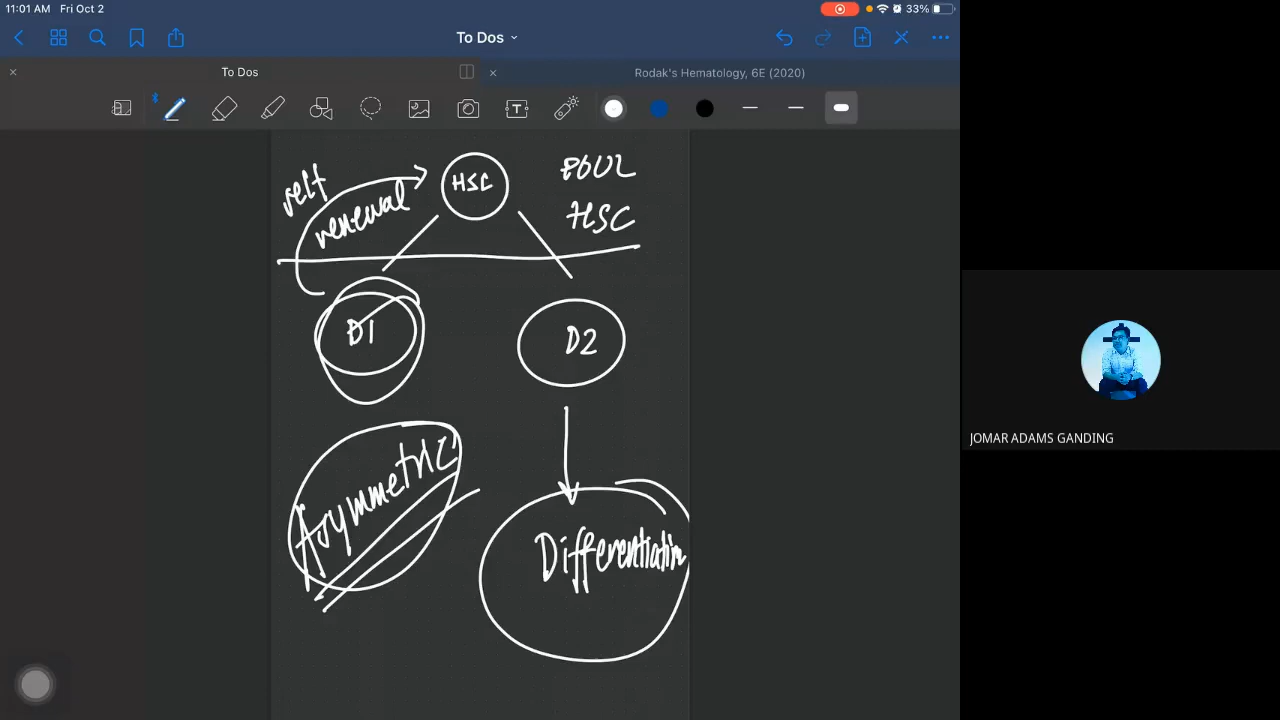 11:01 AM Fri Oct 2
33%
To Dos
To Dos
Rodak's Hematology, 6E (2020)
T
self
renewal
HSC
POOL
HSC
D1
D2
Asymmetric
Differentiation
JOMAR ADAMS GANDING